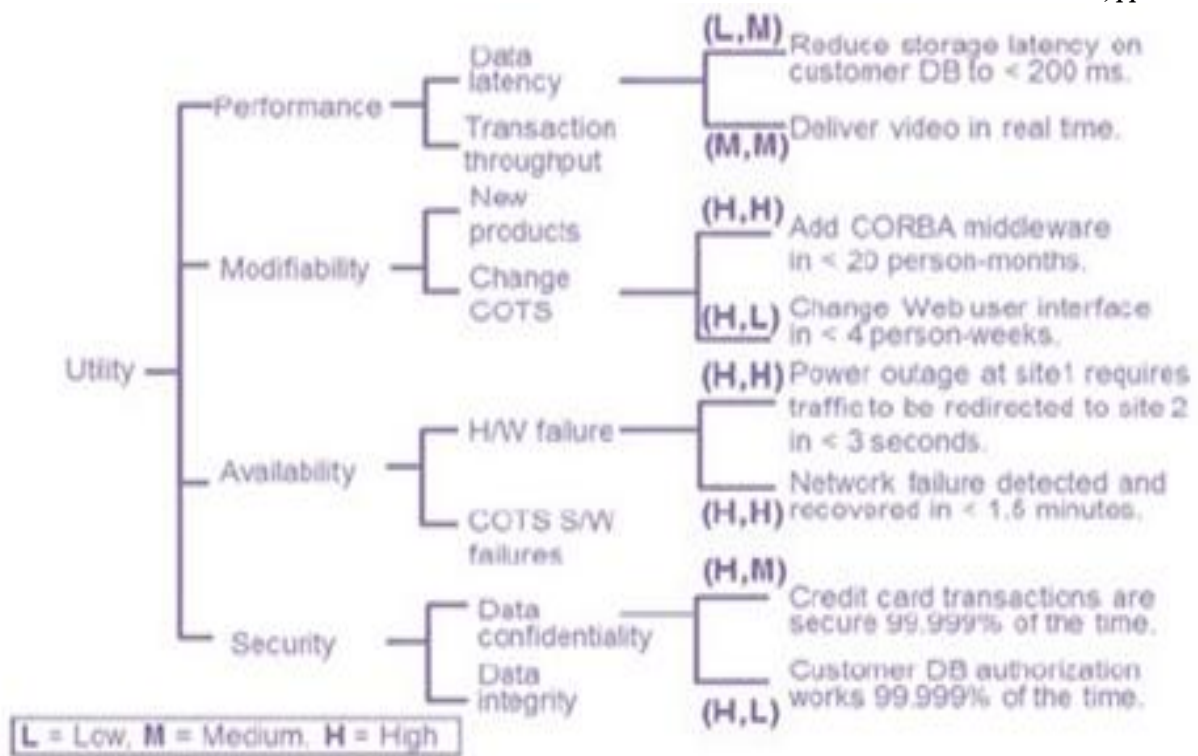 (L,M)
Reduce storage latency on
customer DB to < 200 ms.
Data
latency
Performance
Transaction
throughput
Deliver video in real time.
(M,M)
New
products
(H,H)
Add CORBA middleware
in < 20 person-months.
Modifiability
Change
COTS
(H,L)
Change Web user interface
in < 4 person-weeks.
Utility
(H,H)
Power outage at site1 requires
traffic to be redirected to site 2
in < 3 seconds.
H/W failure
Availability
Network failure detected and
recovered in < 1.5 minutes.
(H,H)
COTS S/W
failures
(H,M)
Credit card transactions are
secure 99.999% of the time.
Data
confidentiality
Security
Data
integrity
Customer DB authorization
works 99.999% of the time.
(H,L)
L = Low, M = Medium, H = High